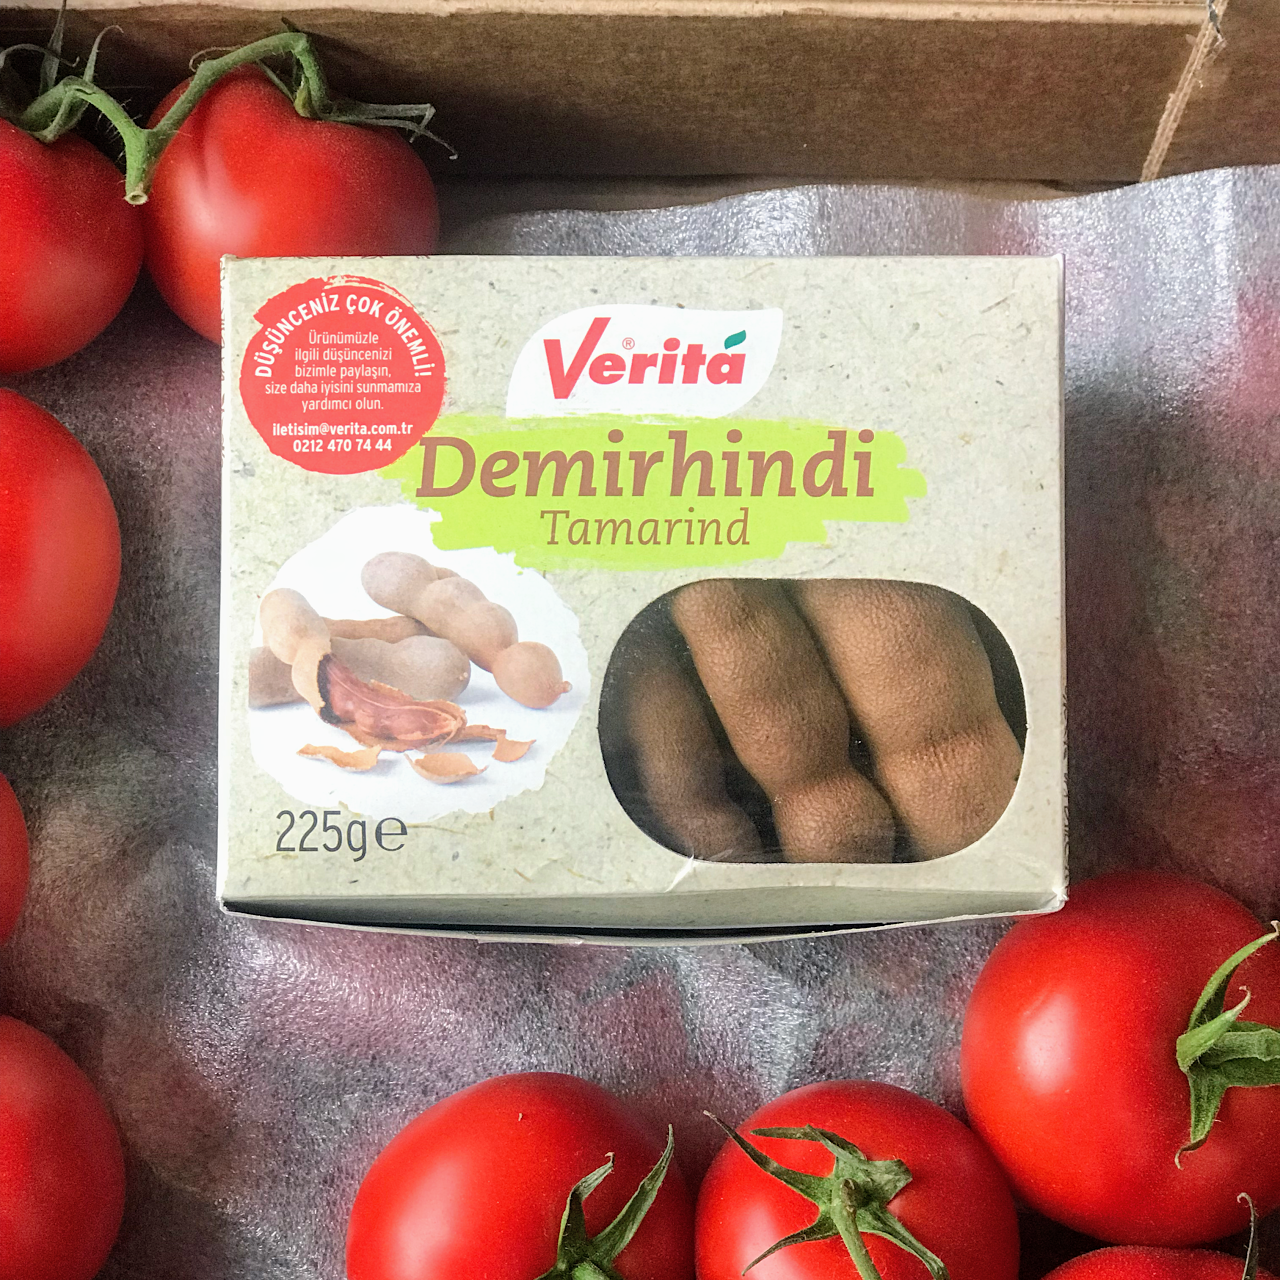 DÜŞÜNCENİZ ÇOK ÖNEMLİ!
Ürünümüzle
ilgili düşüncenizi
bizimle paylaşın,
size daha iyisini sunmamıza
yardımcı olun.
iletisim@verita.com.tr
0212 470 74 44
Veritá®
Demirhindi
Tamarind
225g℮